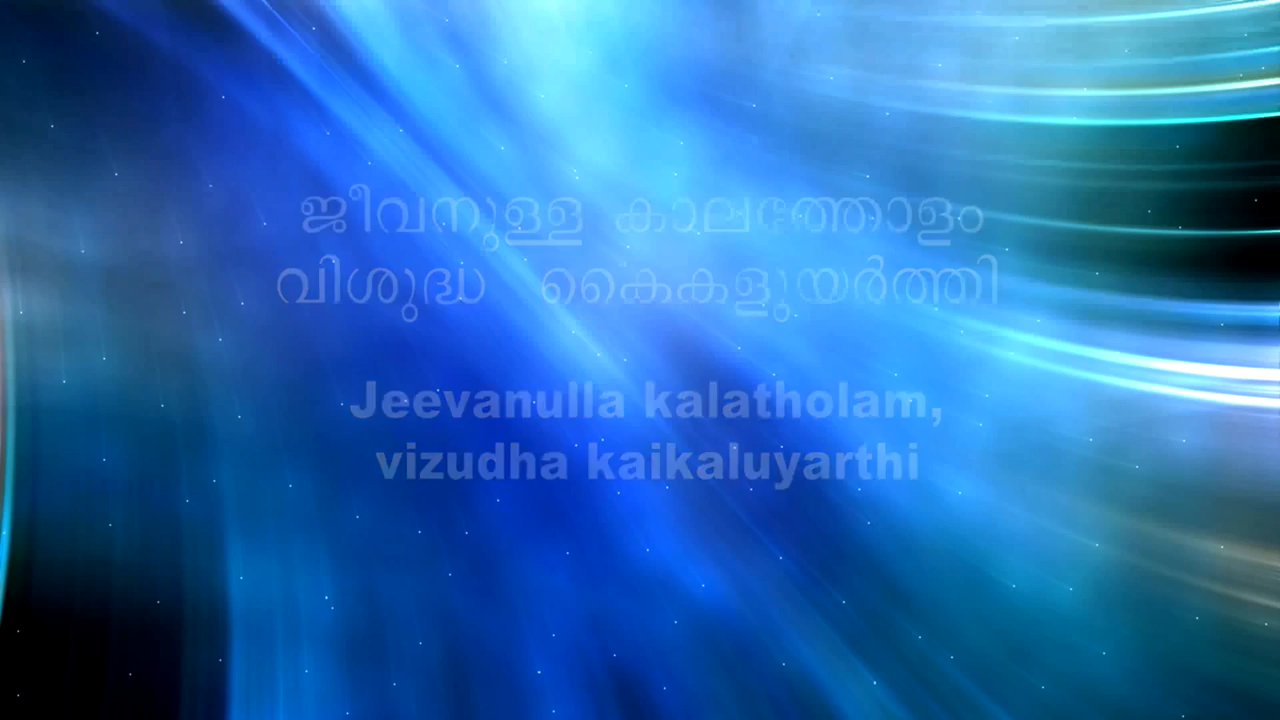 ജീവനുള്ള കാലത്തോളം
വിശുദ്ധ കൈകളുയർത്തി
Jeevanulla kalatholam,
vizudha kaikaluyarthi